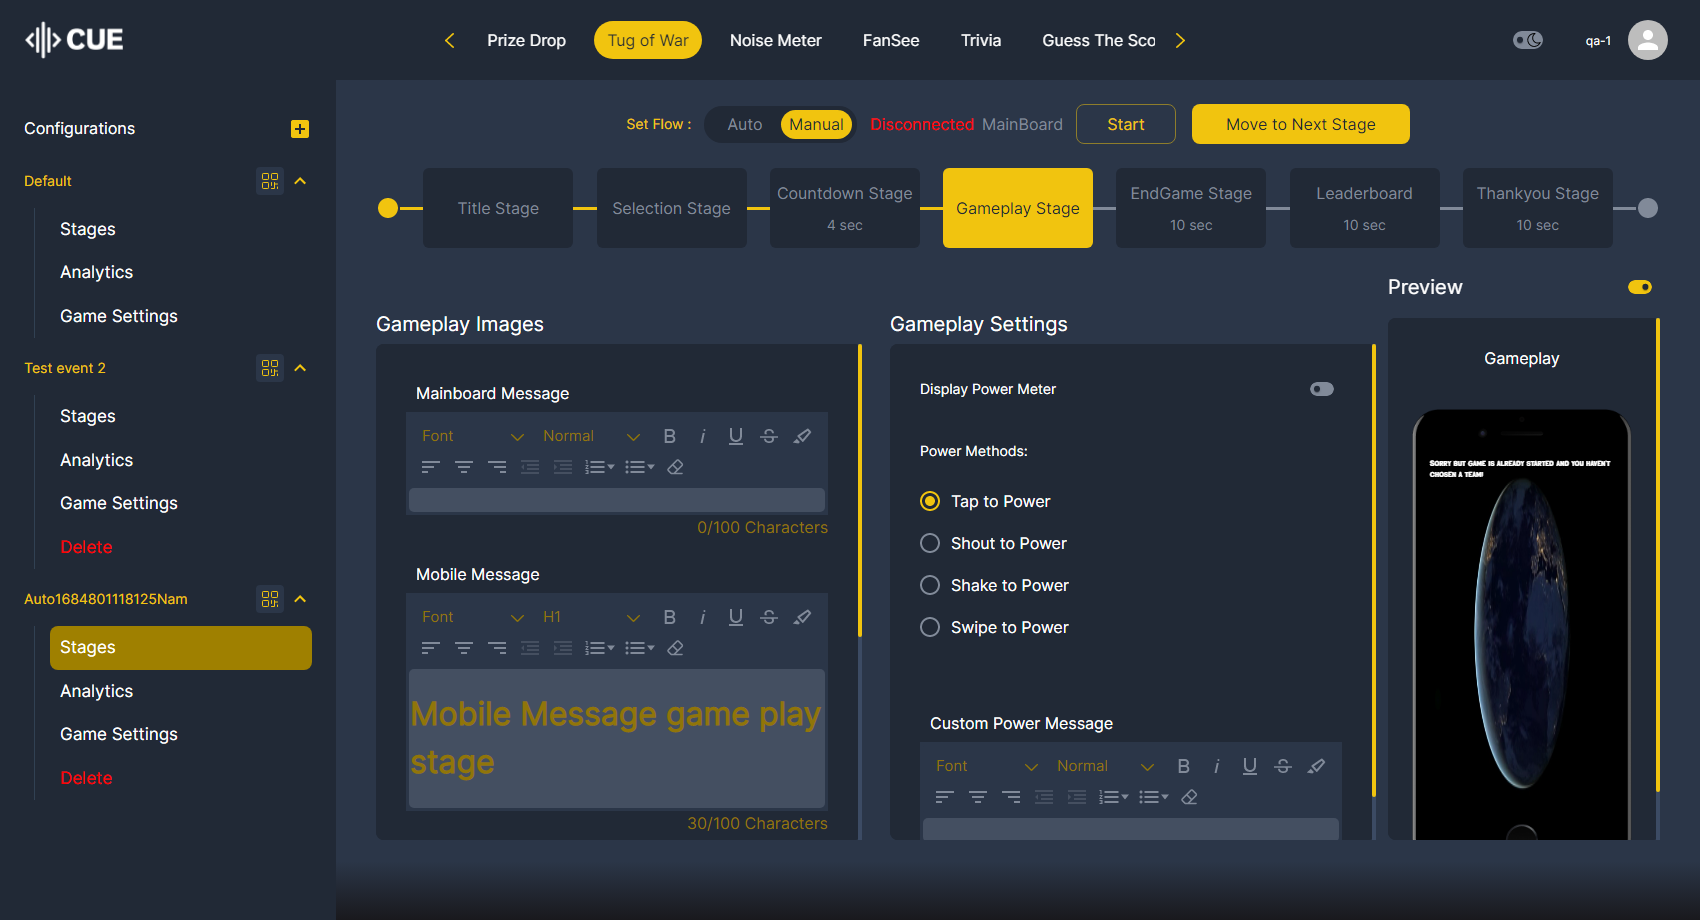 CUE
Prize Drop
Tug of War
Noise Meter
FanSee
Trivia
Guess The Sco
qa-1
Configurations
Default
Stages
Analytics
Game Settings
Test event 2
Stages
Analytics
Game Settings
Delete
Auto1684801118125Nam
Stages
Analytics
Game Settings
Delete
Set Flow :
Auto
Manual
Disconnected MainBoard
Start
Move to Next Stage
Title Stage
Selection Stage
Countdown Stage
4 sec
Gameplay Stage
EndGame Stage
10 sec
Leaderboard
10 sec
Thankyou Stage
10 sec
Gameplay Images
Mainboard Message
Font
Normal
0/100 Characters
Mobile Message
Font
H1
Mobile Message game play
stage
30/100 Characters
Gameplay Settings
Display Power Meter
Power Methods:
Tap to Power
Shout to Power
Shake to Power
Swipe to Power
Custom Power Message
Font
Normal
Preview
Gameplay
Sorry but game is already started and you haven't
chosen a team!